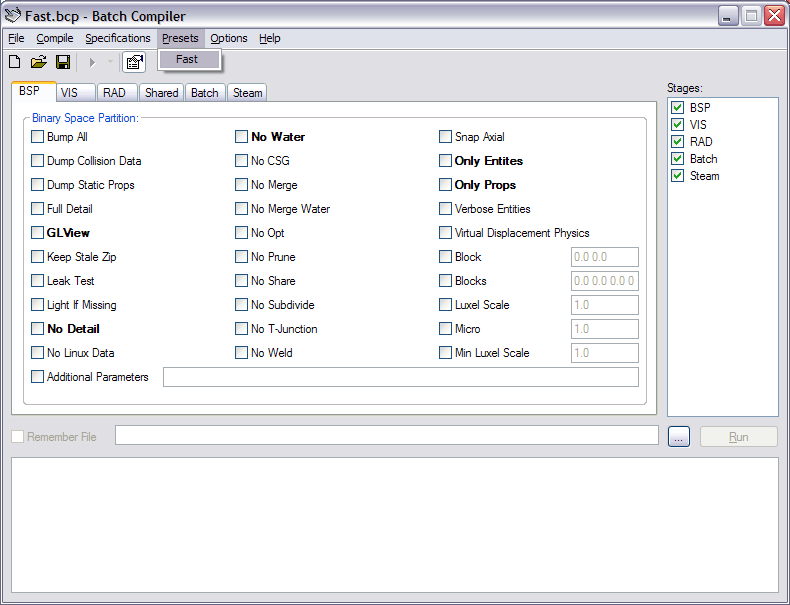 Fast.bcp - Batch Compiler
File Compile Specifications Presets Options Help
Fast
BSP VIS RAD Shared Batch Steam
Stages:
Binary Space Partition:
Bump All No Water Snap Axial
Dump Collision Data No CSG Only Entites
Dump Static Props No Merge Only Props
Full Detail No Merge Water Verbose Entities
GLView No Opt Virtual Displacement Physics
Keep Stale Zip No Prune Block 0.0 0.0
Leak Test No Share Blocks 0.0 0.0 0.0 0.0
Light If Missing No Subdivide Luxel Scale 1.0
No Detail No T-Junction Micro 1.0
No Linux Data No Weld Min Luxel Scale 1.0
Additional Parameters
BSP
VIS
RAD
Batch
Steam
Remember File ... Run